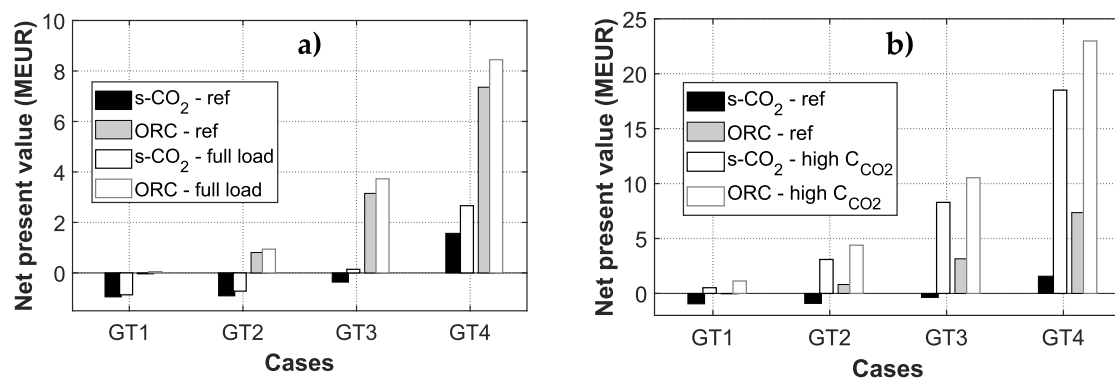 a)
Net present value (MEUR)
10
8
6
4
2
0
s-CO2 - ref
ORC - ref
s-CO2 - full load
ORC - full load
GT1 GT2 GT3 GT4
Cases
b)
Net present value (MEUR)
25
20
15
10
5
0
s-CO2 - ref
ORC - ref
s-CO2 - high CCO2
ORC - high CCO2
GT1 GT2 GT3 GT4
Cases